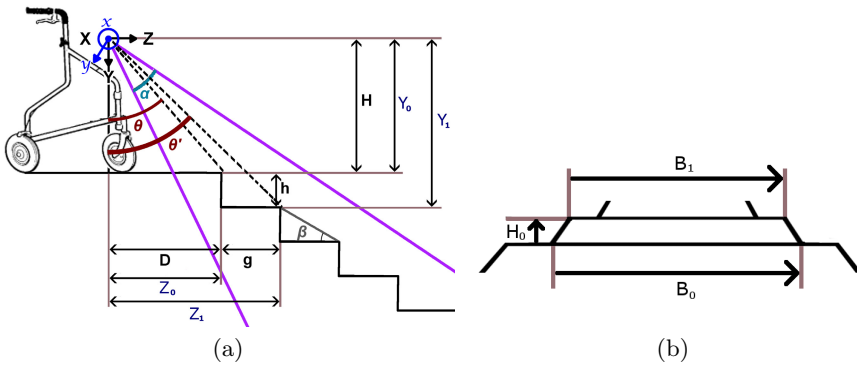 x
X
Z
y
Y
α
θ
θ'
H
Y₀
Y₁
h
β
D
g
Z₀
Z₁
(a)
B₁
H₀
B₀
(b)